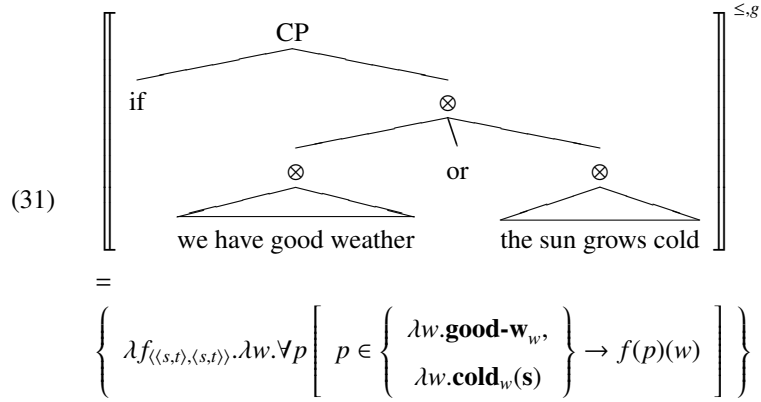 ≤,g
CP
if
⊗
or
⊗ ⊗
(31)
we have good weather the sun grows cold
=
{ λf⟨⟨s,t⟩,⟨s,t⟩⟩.λw.∀p [ p ∈ { λw.good-w_w, λw.cold_w(s) } → f(p)(w) ] }